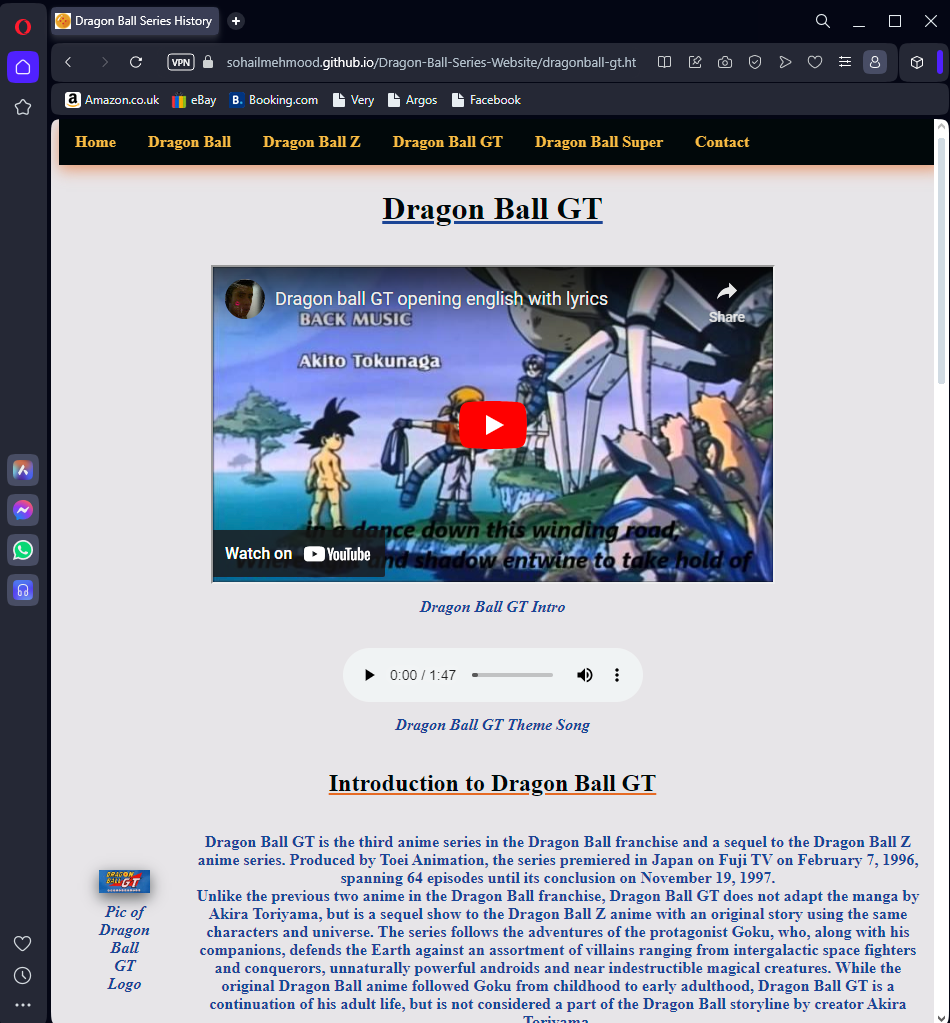 Dragon Ball Series History
VPN
sohailmehmood.github.io/Dragon-Ball-Series-Website/dragonball-gt.ht
Amazon.co.uk eBay Booking.com Very Argos Facebook
Home Dragon Ball Dragon Ball Z Dragon Ball GT Dragon Ball Super Contact
Dragon Ball GT
Dragon ball GT opening english with lyrics
Share
BACK MUSIC
Akito Tokunaga
in a dance down this winding road,
Watch on YouTube
and shadow entwine to take hold of
Dragon Ball GT Intro
0:00 / 1:47
Dragon Ball GT Theme Song
Introduction to Dragon Ball GT
DRAGON BALL GT
Pic of
Dragon
Ball
GT
Logo
Dragon Ball GT is the third anime series in the Dragon Ball franchise and a sequel to the Dragon Ball Z
anime series. Produced by Toei Animation, the series premiered in Japan on Fuji TV on February 7, 1996,
spanning 64 episodes until its conclusion on November 19, 1997.
Unlike the previous two anime in the Dragon Ball franchise, Dragon Ball GT does not adapt the manga by
Akira Toriyama, but is a sequel show to the Dragon Ball Z anime with an original story using the same
characters and universe. The series follows the adventures of the protagonist Goku, who, along with his
companions, defends the Earth against an assortment of villains ranging from intergalactic space fighters
and conquerors, unnaturally powerful androids and near indestructible magical creatures. While the
original Dragon Ball anime followed Goku from childhood to early adulthood, Dragon Ball GT is a
continuation of his adult life, but is not considered a part of the Dragon Ball storyline by creator Akira
Toriyama